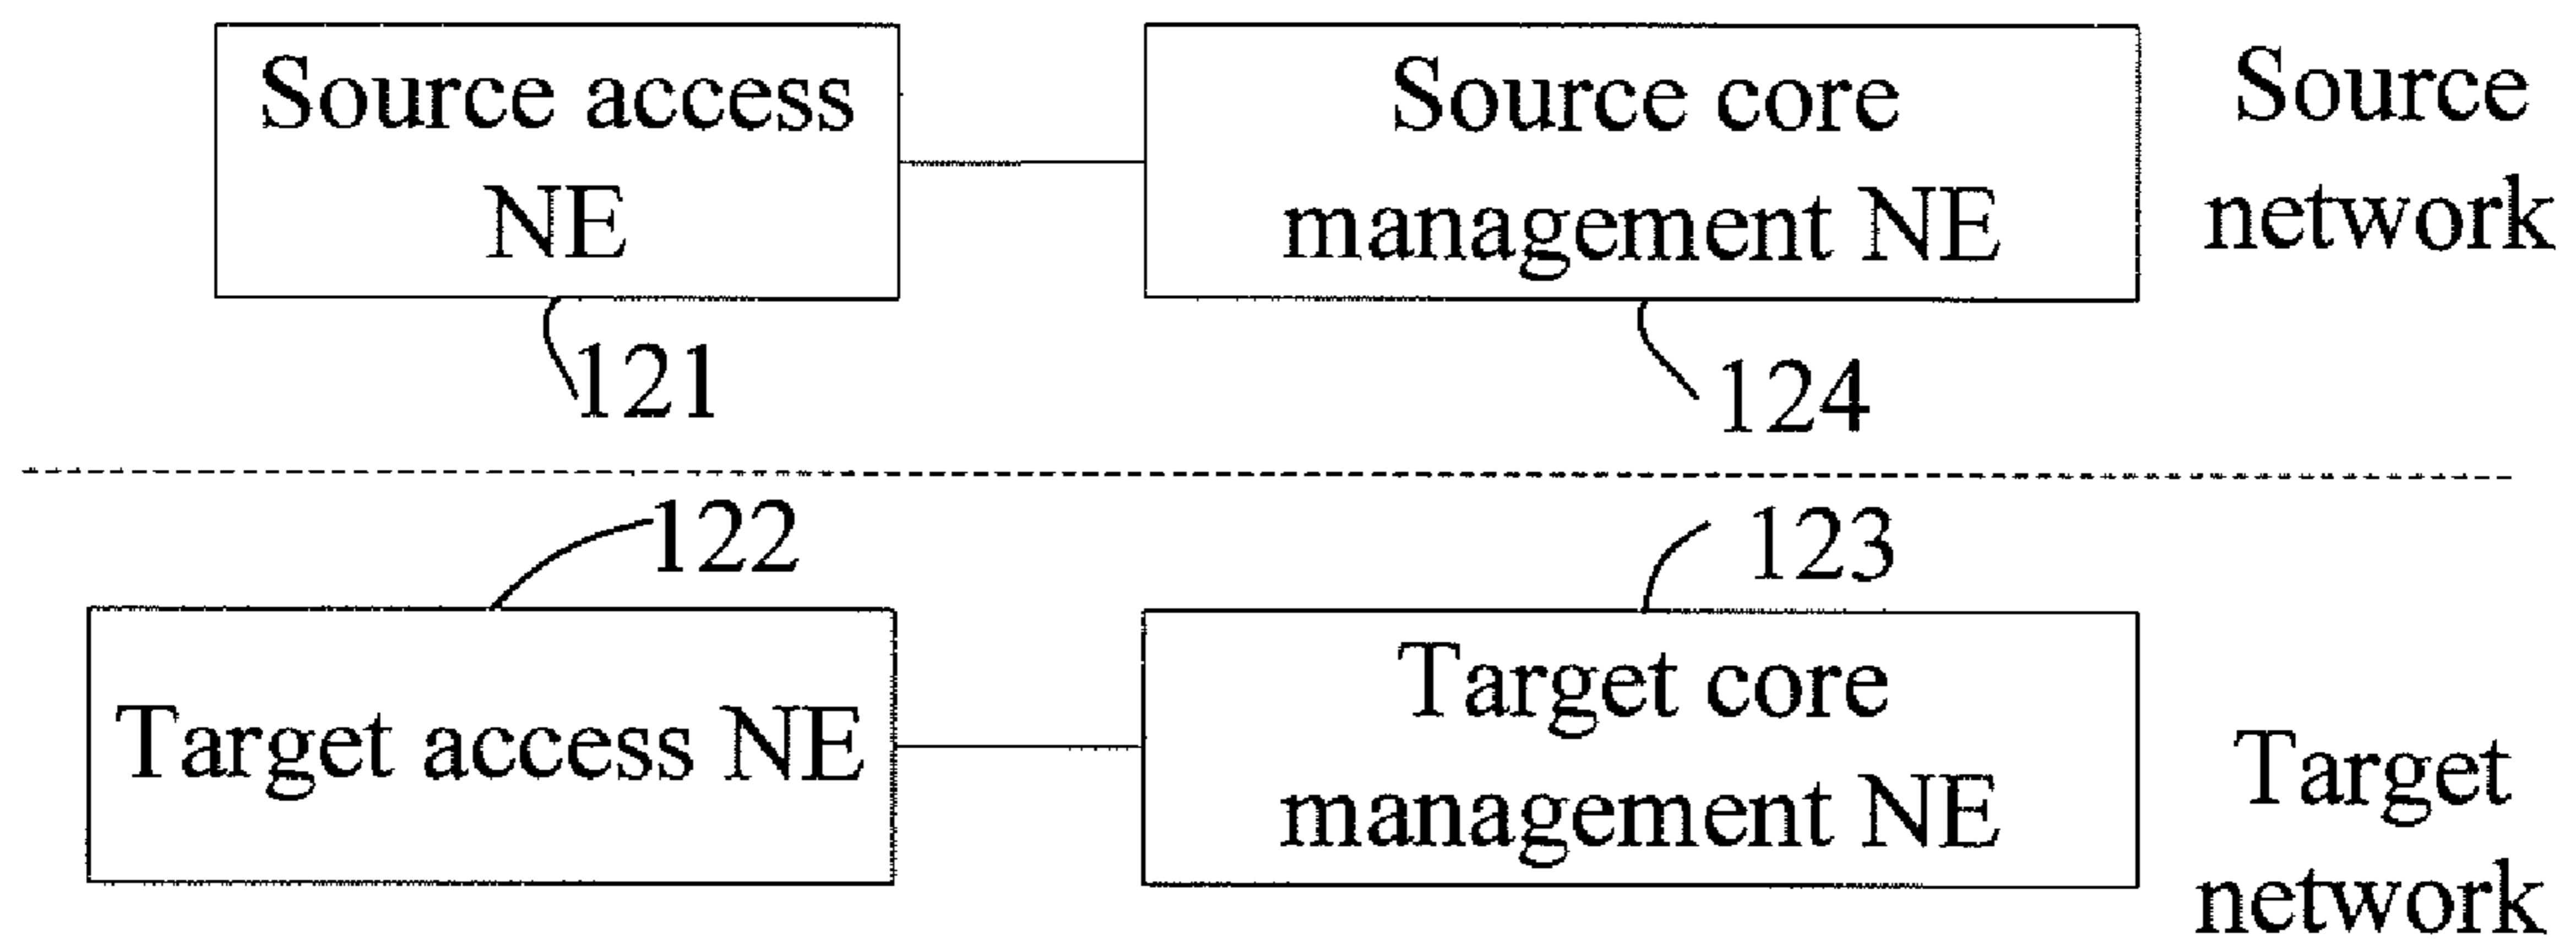 Source access
NE
Source core
management NE
Source
network
121
124
122
123
Target access NE
Target core
management NE
Target
network